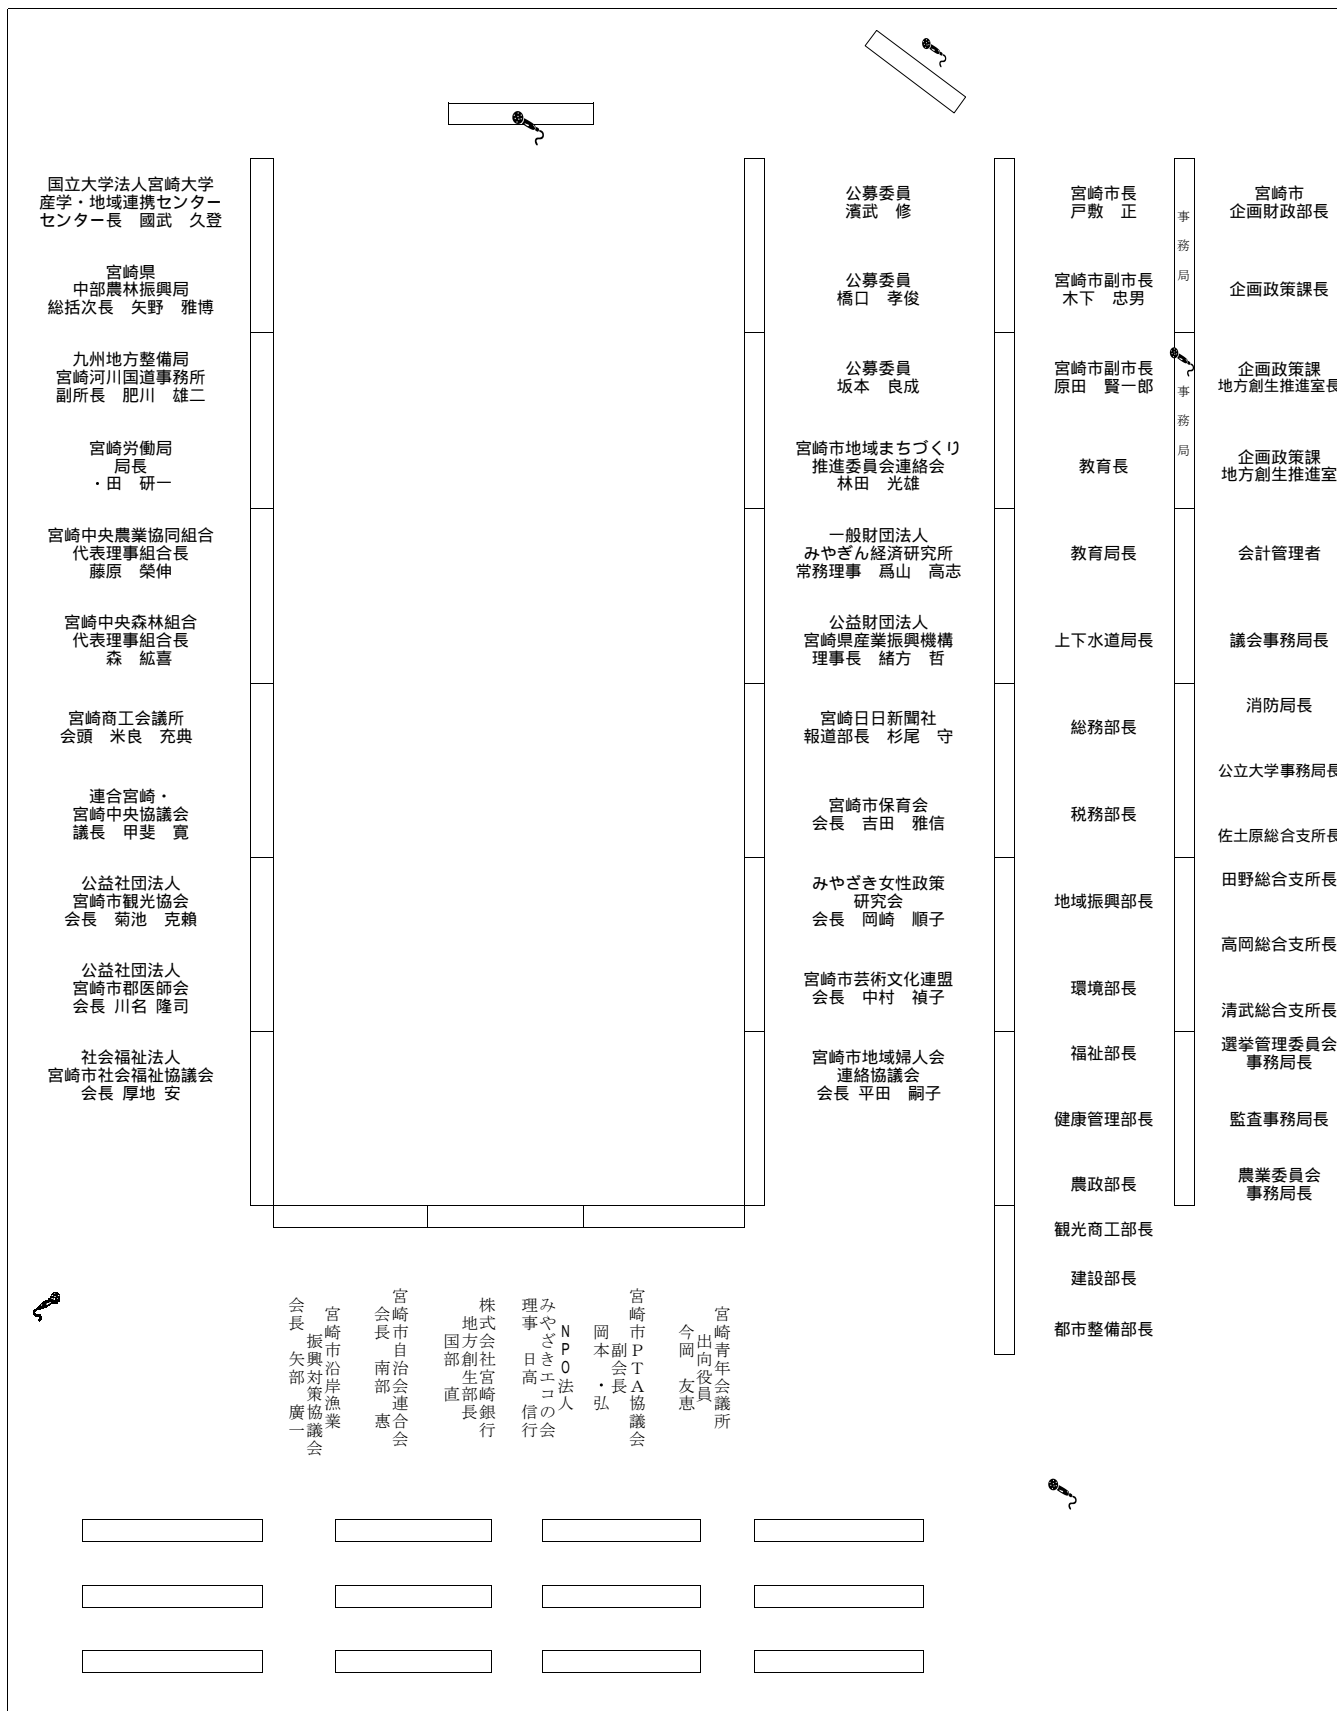 国立大学法人宮崎大学
産学・地域連携センター
センター長　國武　久登
宮崎県
中部農林振興局
総括次長　矢野　雅博
九州地方整備局
宮崎河川国道事務所
副所長　肥川　雄二
宮崎労働局
局長
・田　研一
宮崎中央農業協同組合
代表理事組合長
藤原　榮伸
宮崎中央森林組合
代表理事組合長
森　紘喜
宮崎商工会議所
会頭　米良　充典
連合宮崎・
宮崎中央協議会
議長　甲斐　寛
公益社団法人
宮崎市観光協会
会長　菊池　克賴
公益社団法人
宮崎市郡医師会
会長 川名 隆司
社会福祉法人
宮崎市社会福祉協議会
会長 厚地 安
公募委員
濱武　修
公募委員
橋口　孝俊
公募委員
坂本　良成
宮崎市地域まちづくり
推進委員会連絡会
林田　光雄
一般財団法人
みやぎん経済研究所
常務理事　爲山　高志
公益財団法人
宮崎県産業振興機構
理事長　緒方　哲
宮崎日日新聞社
報道部長　杉尾　守
宮崎市保育会
会長　吉田　雅信
みやざき女性政策
研究会
会長　岡崎　順子
宮崎市芸術文化連盟
会長　中村　禎子
宮崎市地域婦人会
連絡協議会
会長 平田　嗣子
宮崎市長
戸敷　正
宮崎市副市長
木下　忠男
宮崎市副市長
原田　賢一郎
教育長
教育局長
上下水道局長
総務部長
税務部長
地域振興部長
環境部長
福祉部長
健康管理部長
農政部長
観光商工部長
建設部長
都市整備部長
事務局
事務局
宮崎市
企画財政部長
企画政策課長
企画政策課
地方創生推進室長
企画政策課
地方創生推進室
会計管理者
議会事務局長
消防局長
公立大学事務局長
佐土原総合支所長
田野総合支所長
高岡総合支所長
清武総合支所長
選挙管理委員会
事務局長
監査事務局長
農業委員会
事務局長
宮崎青年会議所
出向役員
今岡　友恵
宮崎市PTA協議会
副会長
岡本　・弘
NPO法人
みやざきエコの会
理事　日高　信行
株式会社宮崎銀行
地方創生部長
国部　直
宮崎市自治会連合会
会長　南部　惠
宮崎市沿岸漁業
振興対策協議会
会長　矢部　廣一